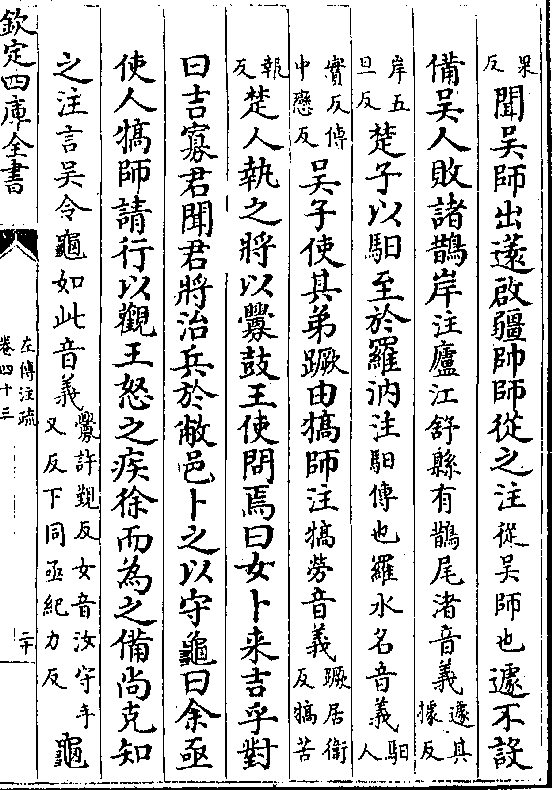 杲
反
聞吳師出薳啟疆帥師從之注從吳師也遽不設
備吳人敗諸鵲岸注廬江舒縣有鵲尾渚音義
遽其
據反
岸五
旦反
楚子以馹至於羅汭注馹傳也羅水名音義
馹
人
實反傳
中戀反
吳子使其弟蹶由犒師注犒勞音義
蹶居衛
反犒苦
報
反
楚人執之將以釁鼓王使問焉曰女卜来吉乎對
曰吉寡君聞君將治兵於敝邑卜之以守龜曰余亟
使人犒師請行以觀王怒之疾徐而為之備尚克知
之注言吳令龜如此音義
釁許覲反女音汝守手
又反下同亟紀力反
龜
欽定四庫全書
左傳注疏
卷四十三
二十